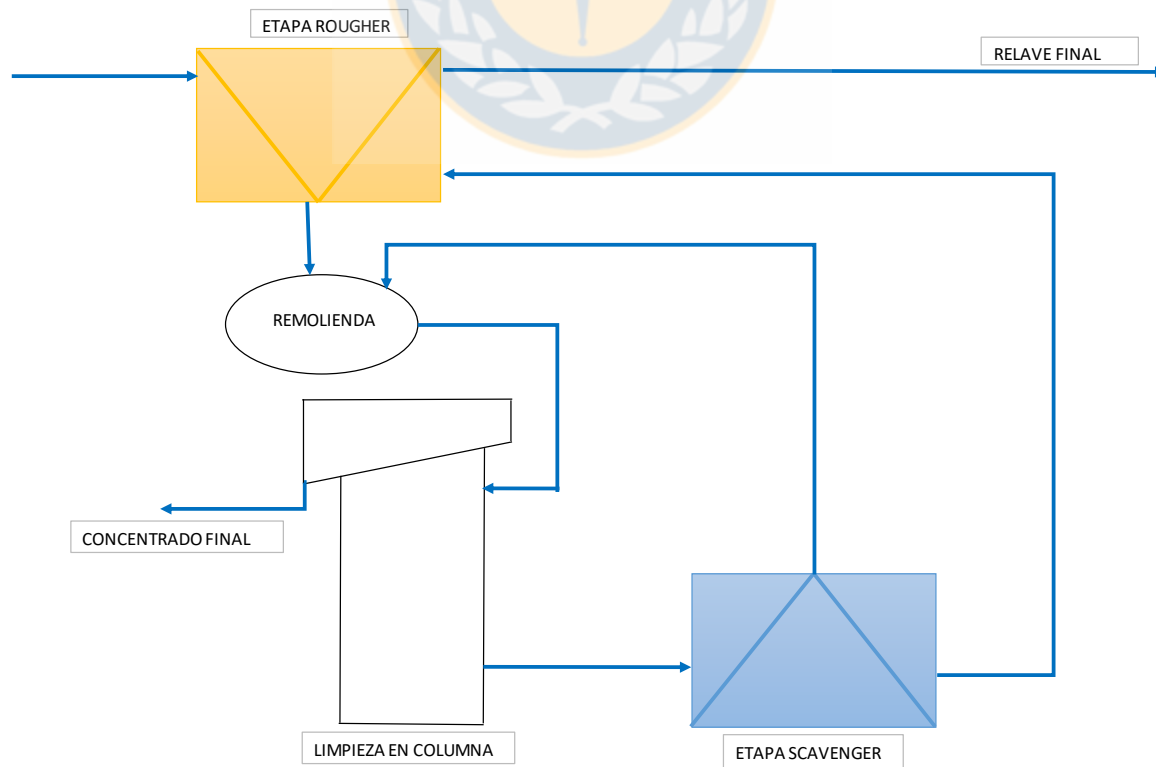 ETAPA ROUGHER
RELAVE FINAL
REMOLIENDA
CONCENTRADO FINAL
LIMPIEZA EN COLUMNA
ETAPA SCAVENGER